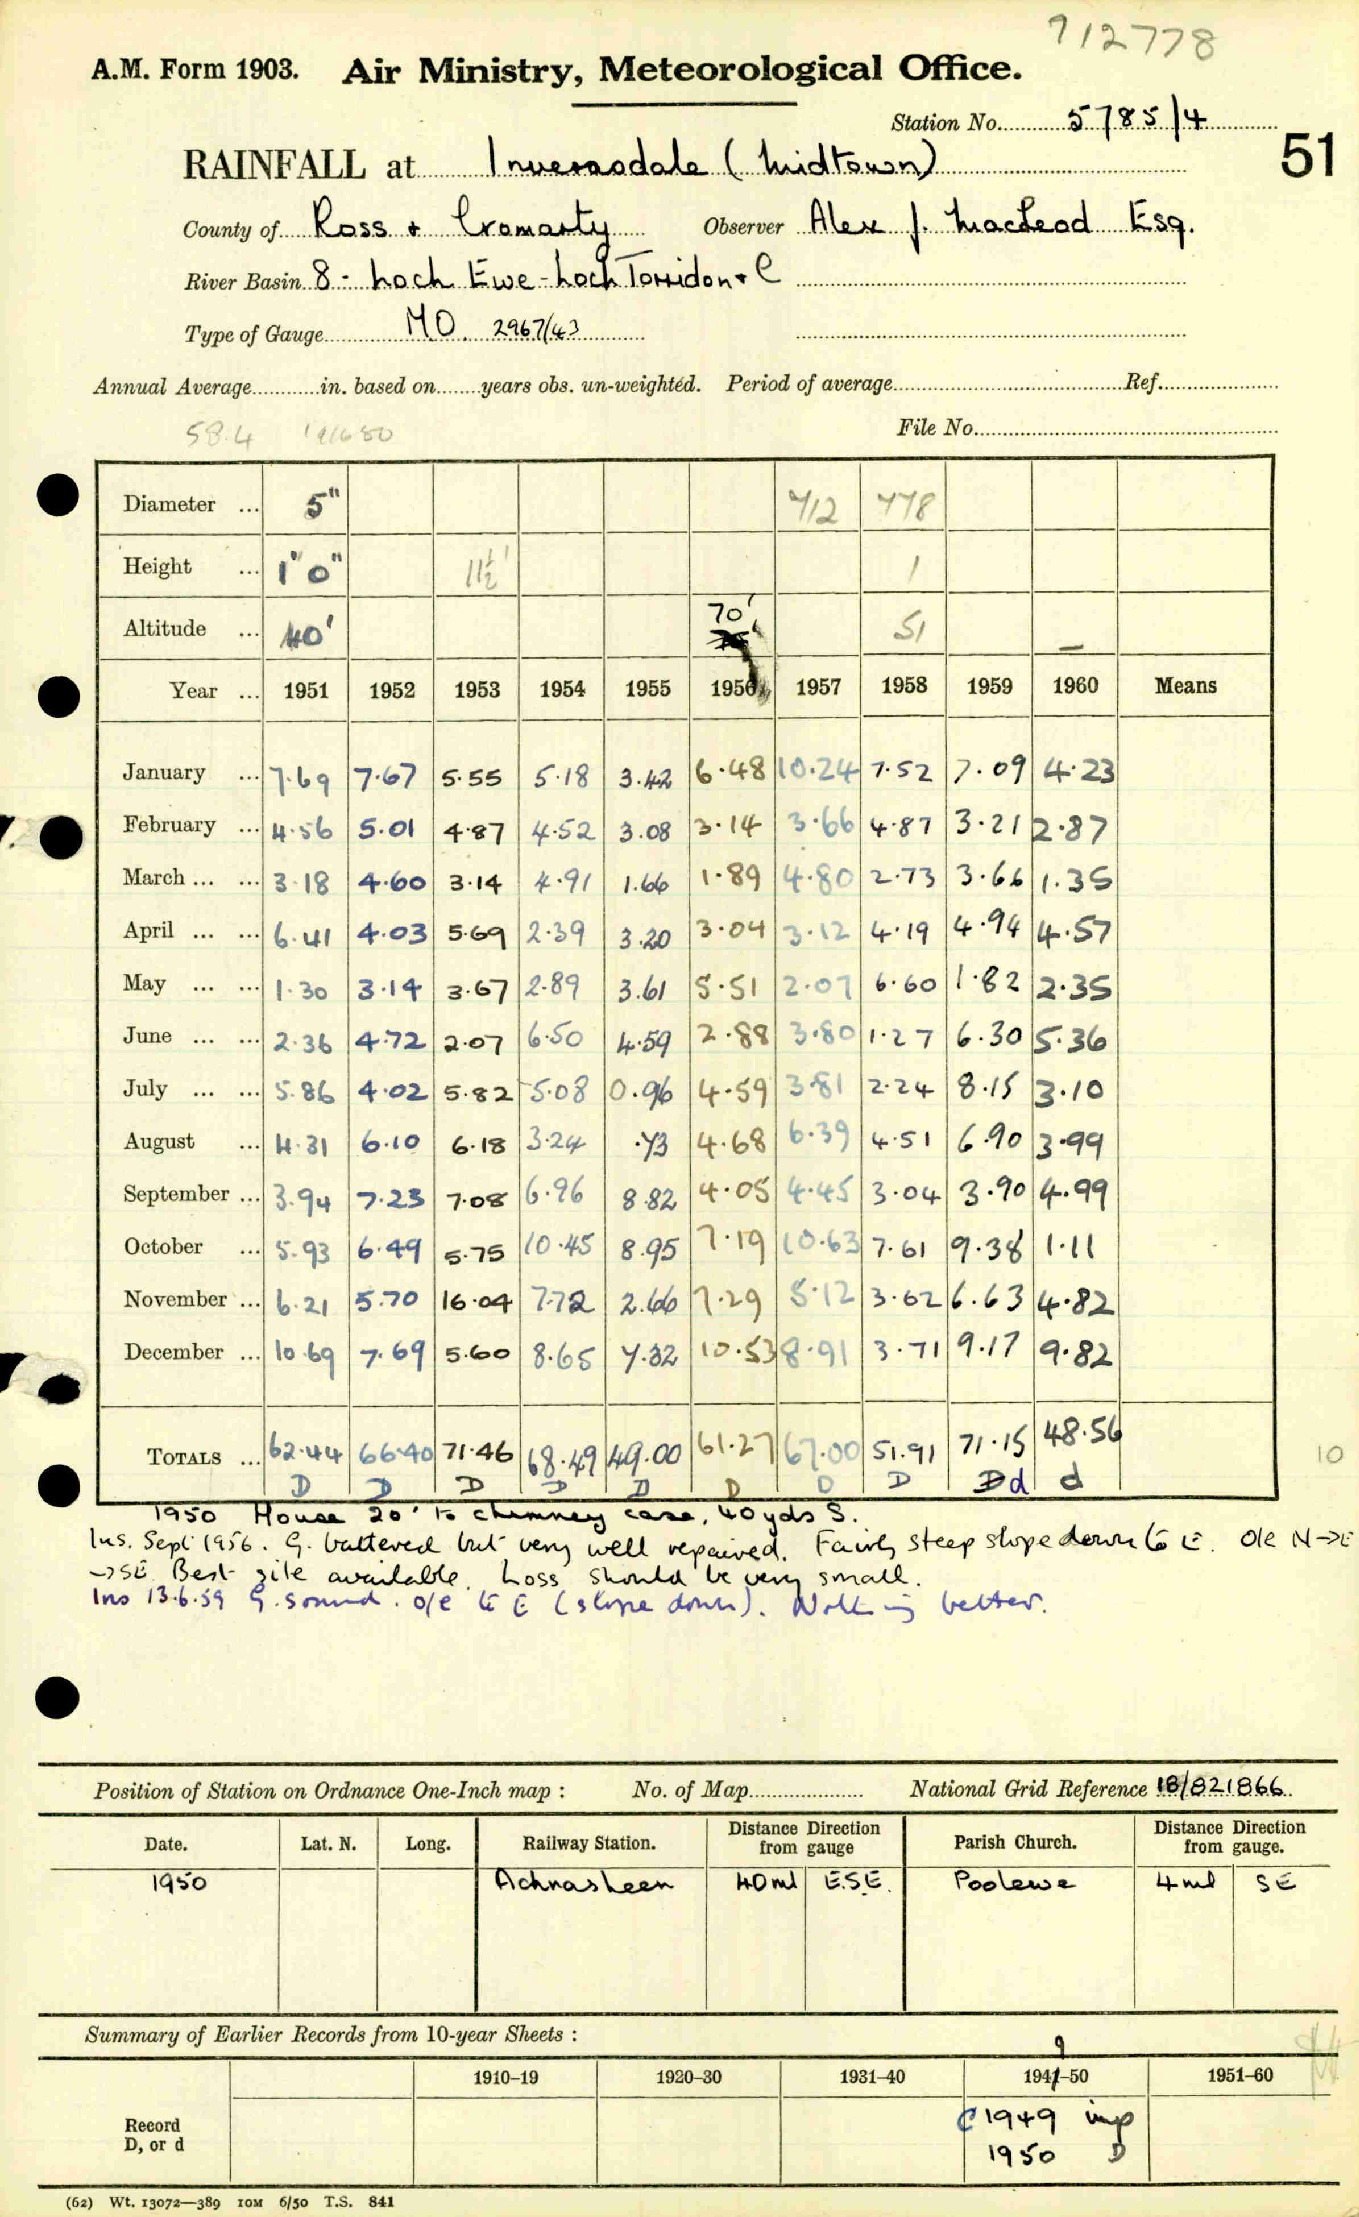 712778
A.M. Form 1903. Air Ministry, Meteorological Office.
Station No. 5785/4
RAINFALL at Inverasdale (Midtown) 51
County of Ross + Cromarty Observer Alex J. MacLeod Esq.
River Basin 8 - Loch Ewe - Loch Torridon + C
Type of Gauge MO. 2967/43
Annual Average in. based on years obs. un-weighted. Period of average Ref.
58.4 1916-50 File No.
Diameter ... 5" 712 778
Height ... 1' 0" 11½' 1
Altitude ... 40' 70' 51 —
Year ... 1951 1952 1953 1954 1955 1956 1957 1958 1959 1960 Means
January ... 7.69 7.67 5.55 5.18 3.42 6.48 10.24 7.52 7.09 4.23
February ... 4.56 5.01 4.87 4.52 3.08 3.14 3.66 4.87 3.21 2.87
March ... ... 3.18 4.60 3.14 4.91 1.66 1.89 4.80 2.73 3.66 1.35
April ... ... 6.41 4.03 5.69 2.39 3.20 3.04 3.12 4.19 4.94 4.57
May ... ... 1.30 3.14 3.67 2.89 3.61 5.51 2.07 6.60 1.82 2.35
June ... ... 2.36 4.72 2.07 6.50 4.59 2.88 3.80 1.27 6.30 5.36
July ... ... 5.86 4.02 5.82 5.08 0.96 4.59 3.81 2.24 8.15 3.10
August ... 4.31 6.10 6.18 3.24 .73 4.68 6.39 4.51 6.90 3.99
September ... 3.94 7.23 7.08 6.96 8.82 4.05 4.45 3.04 3.90 4.99
October ... 5.93 6.49 5.75 10.45 8.95 7.19 10.63 7.61 9.38 1.11
November ... 6.21 5.70 16.04 7.72 2.66 7.29 5.12 3.62 6.63 4.82
December ... 10.69 7.69 5.60 8.65 7.32 10.53 8.91 3.71 9.17 9.82
TOTALS ... 62.44 66.40 71.46 68.49 49.00 61.27 67.00 51.91 71.15 48.56 10
D D D D D D D D D d d
1950 House 20' to chimney case, 40yds S.
Ins. Sept 1956. G. battered but very well repaired. Fairly steep slope down to E. O/e N→E
→SE. Best site available. Loss should be very small.
Ins 13.6.59 G. sound. o/e to E (slope down). Nothing better.
Position of Station on Ordnance One-Inch map : No. of Map National Grid Reference 18/821866
Date. Lat. N. Long. Railway Station. Distance from Direction gauge Parish Church. Distance from Direction gauge.
1950 Achnasheen 40ml E.S.E. Poolewe 4ml SE
Summary of Earlier Records from 10-year Sheets :
9
1910–19 1920–30 1931–40 1941–50 1951–60
Record
D, or d
C 1949 imp
1950 D
(62) Wt. 13072—389 10M 6/50 T.S. 841